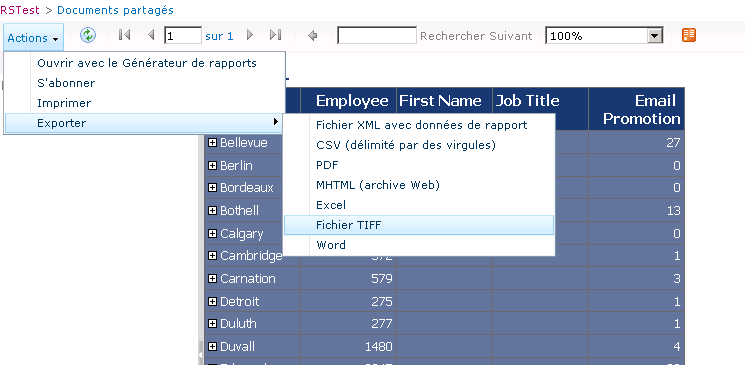 RSTest > Documents partagés
Actions 1 sur 1 Rechercher Suivant 100%
Ouvrir avec le Générateur de rapports
S'abonner
Imprimer
Exporter
Fichier XML avec données de rapport
CSV (délimité par des virgules)
PDF
MHTML (archive Web)
Excel
Fichier TIFF
Word
Employee First Name Job Title Email Promotion
Bellevue 27
Berlin 0
Bordeaux 0
Bothell 13
Calgary 0
Cambridge 1
Carnation 579 3
Detroit 275 1
Duluth 277 1
Duvall 1480 4